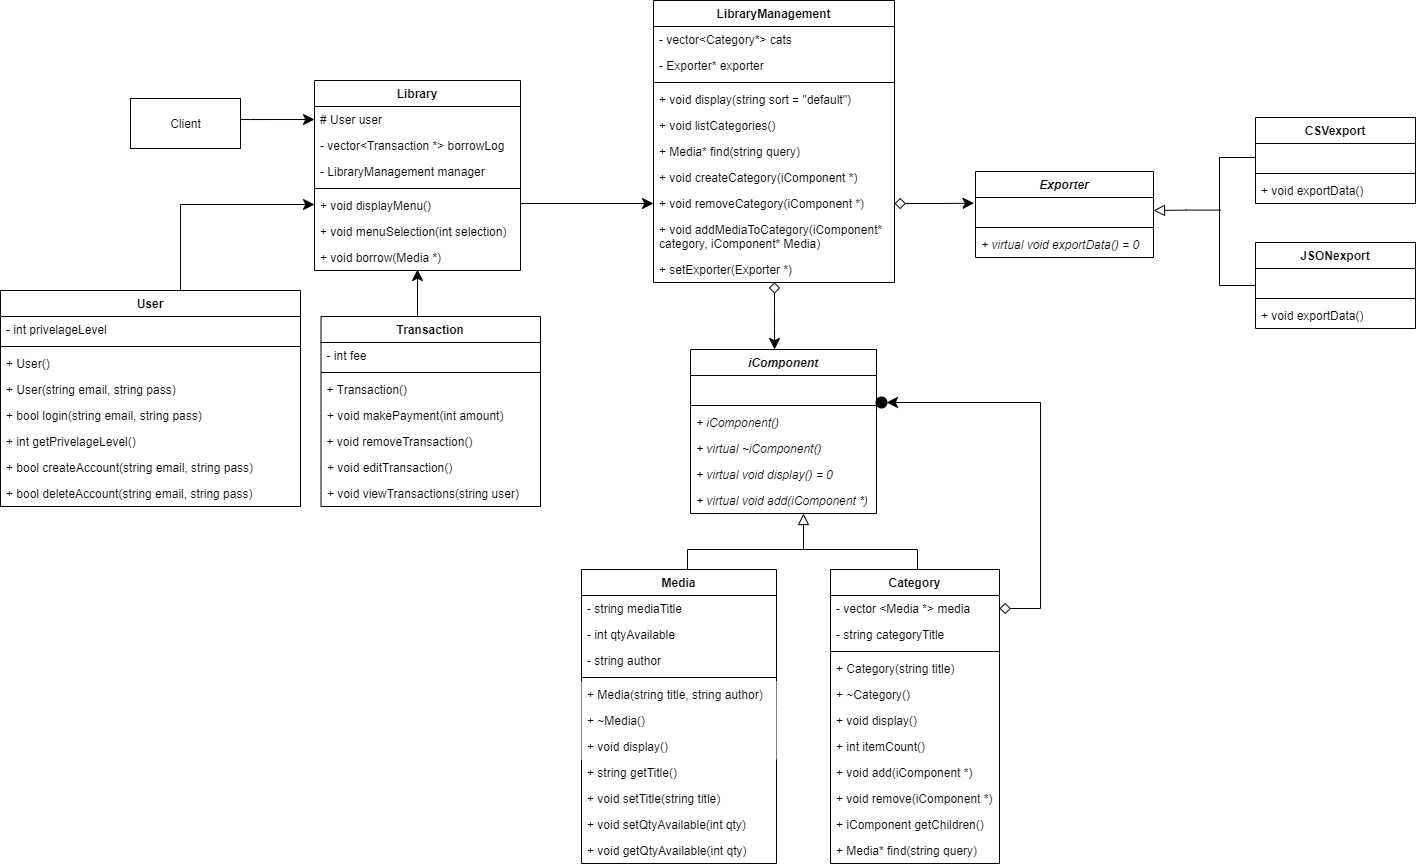 LibraryManagement
- vector<Category*> cats
- Exporter* exporter
+ void display(string sort = "default")
+ void listCategories()
+ Media* find(string query)
+ void createCategory(iComponent *)
+ void removeCategory(iComponent *)
+ void addMediaToCategory(iComponent*
category, iComponent* Media)
+ setExporter(Exporter *)
Client
Library
# User user
- vector<Transaction *> borrowLog
- LibraryManagement manager
+ void displayMenu()
+ void menuSelection(int selection)
+ void borrow(Media *)
Exporter
+ virtual void exportData() = 0
CSVexport
+ void exportData()
JSONexport
+ void exportData()
User
- int privelageLevel
+ User()
+ User(string email, string pass)
+ bool login(string email, string pass)
+ int getPrivelageLevel()
+ bool createAccount(string email, string pass)
+ bool deleteAccount(string email, string pass)
Transaction
- int fee
+ Transaction()
+ void makePayment(int amount)
+ void removeTransaction()
+ void editTransaction()
+ void viewTransactions(string user)
iComponent
+ iComponent()
+ virtual ~iComponent()
+ virtual void display() = 0
+ virtual void add(iComponent *)
Media
- string mediaTitle
- int qtyAvailable
- string author
+ Media(string title, string author)
+ ~Media()
+ void display()
+ string getTitle()
+ void setTitle(string title)
+ void setQtyAvailable(int qty)
+ void getQtyAvailable(int qty)
Category
- vector <Media *> media
- string categoryTitle
+ Category(string title)
+ ~Category()
+ void display()
+ int itemCount()
+ void add(iComponent *)
+ void remove(iComponent *)
+ iComponent getChildren()
+ Media* find(string query)